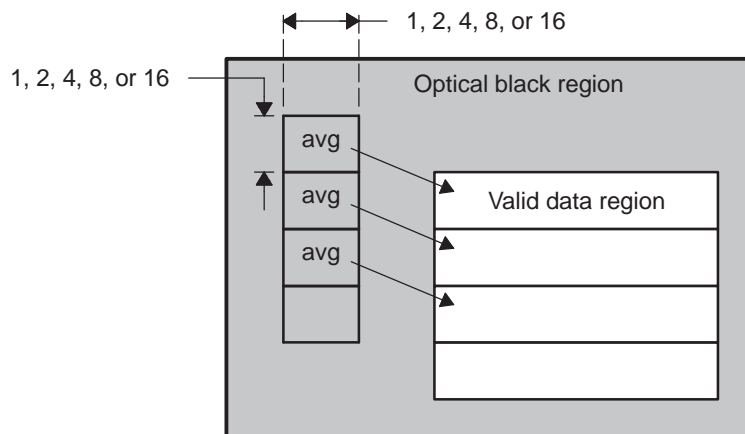 1, 2, 4, 8, or 16
1, 2, 4, 8, or 16
Optical black region
avg
avg
Valid data region
avg